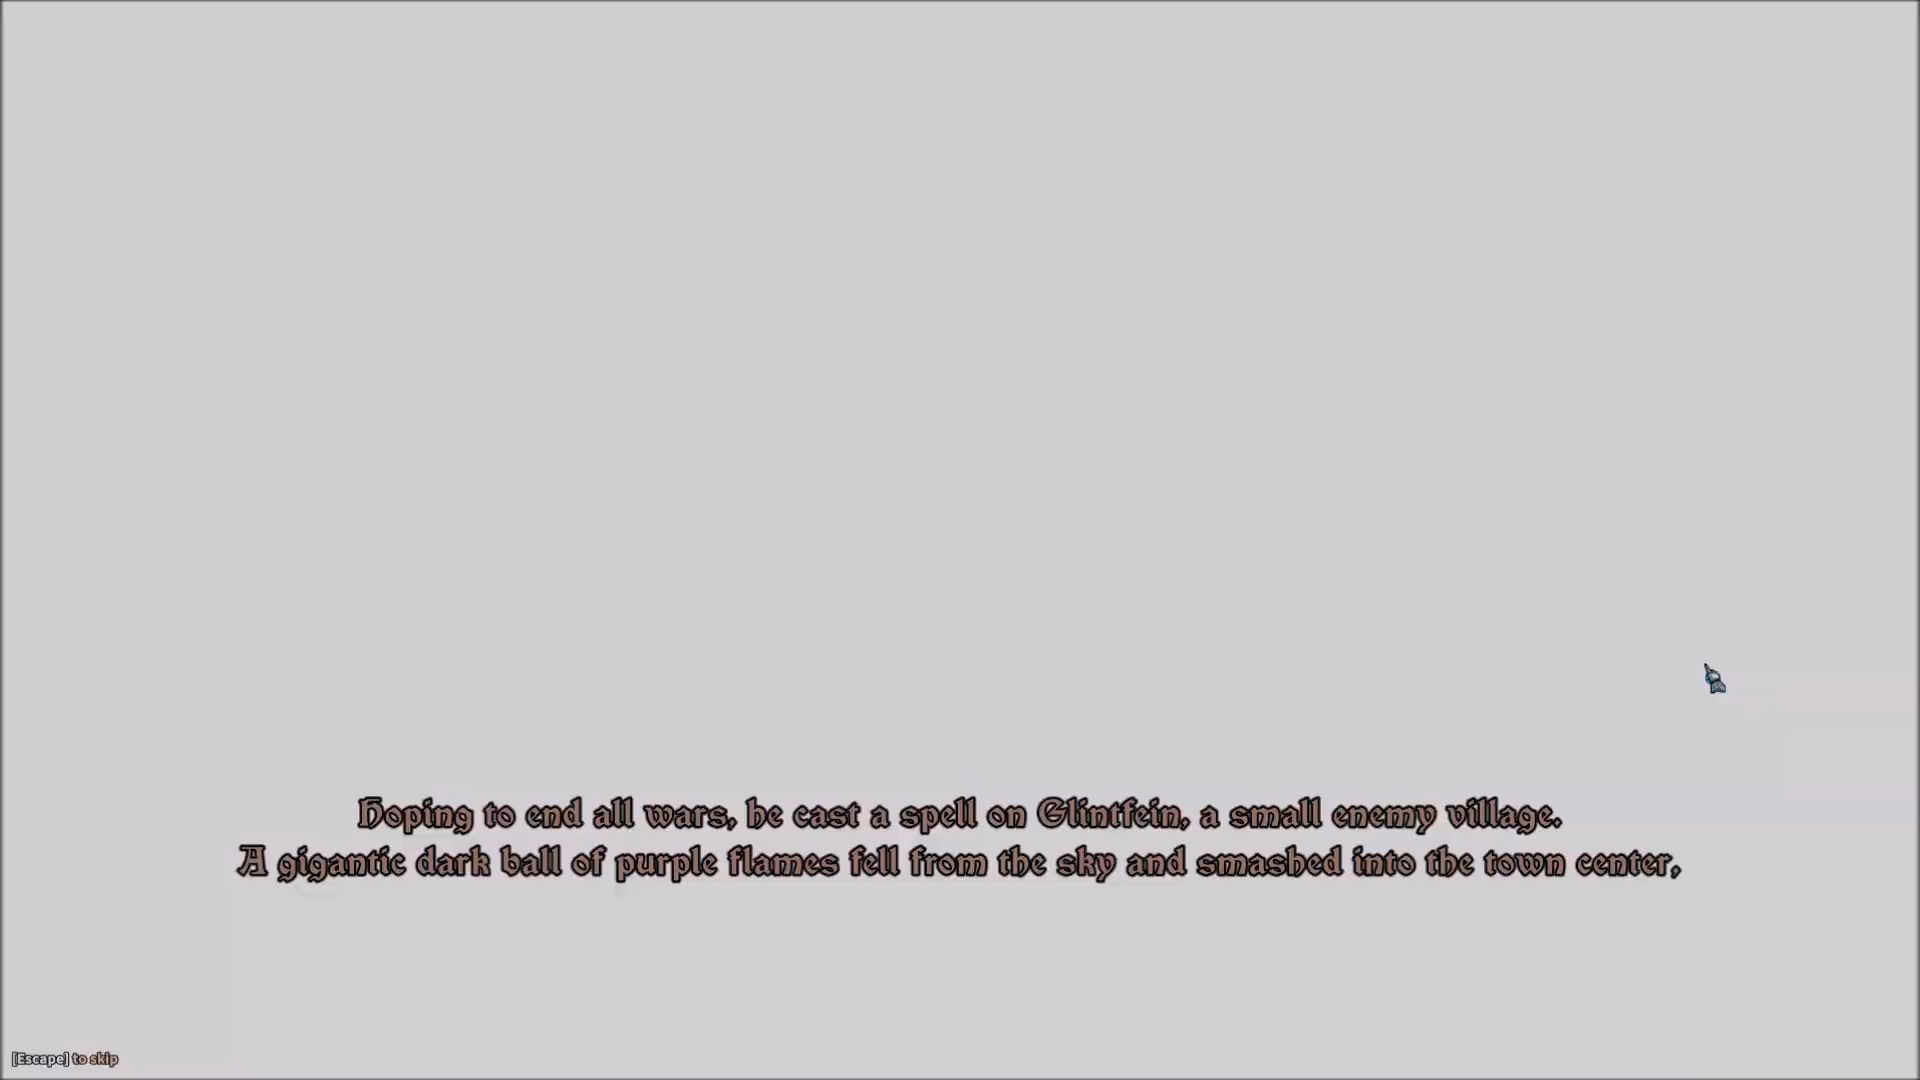 Hoping to end all wars, he cast a spell on Glintfein, a small enemy village.
A gigantic dark ball of purple flames fell from the sky and smashed into the town center,
[Escape] to skip